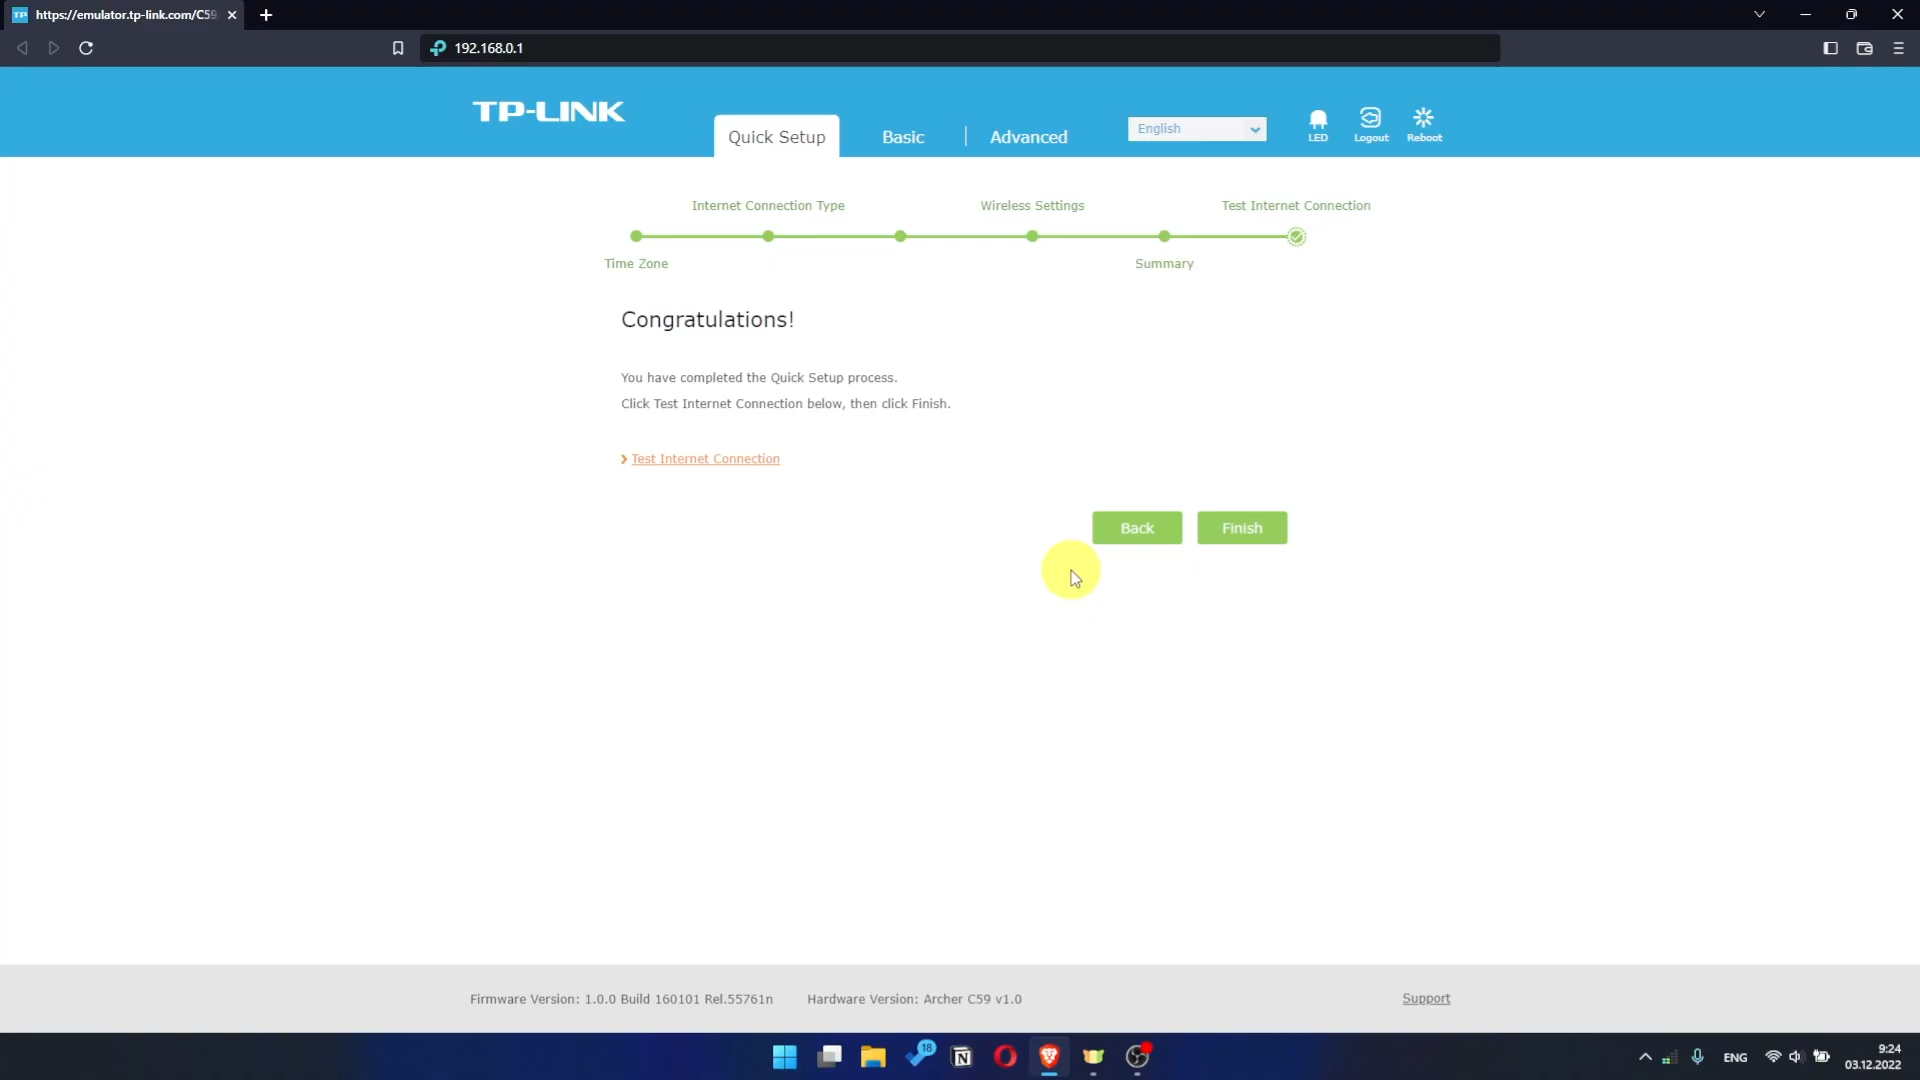 TP https://emulator.tp-link.com/C59
192.168.0.1
TP-LINK
Quick Setup
Basic
Advanced
English
LED
Logout
Reboot
Internet Connection Type
Wireless Settings
Test Internet Connection
Time Zone
Summary
Congratulations!
You have completed the Quick Setup process.
Click Test Internet Connection below, then click Finish.
Test Internet Connection
Back
Finish
Firmware Version: 1.0.0 Build 160101 Rel.55761n
Hardware Version: Archer C59 v1.0
Support
18
N
ENG
9:24
03.12.2022